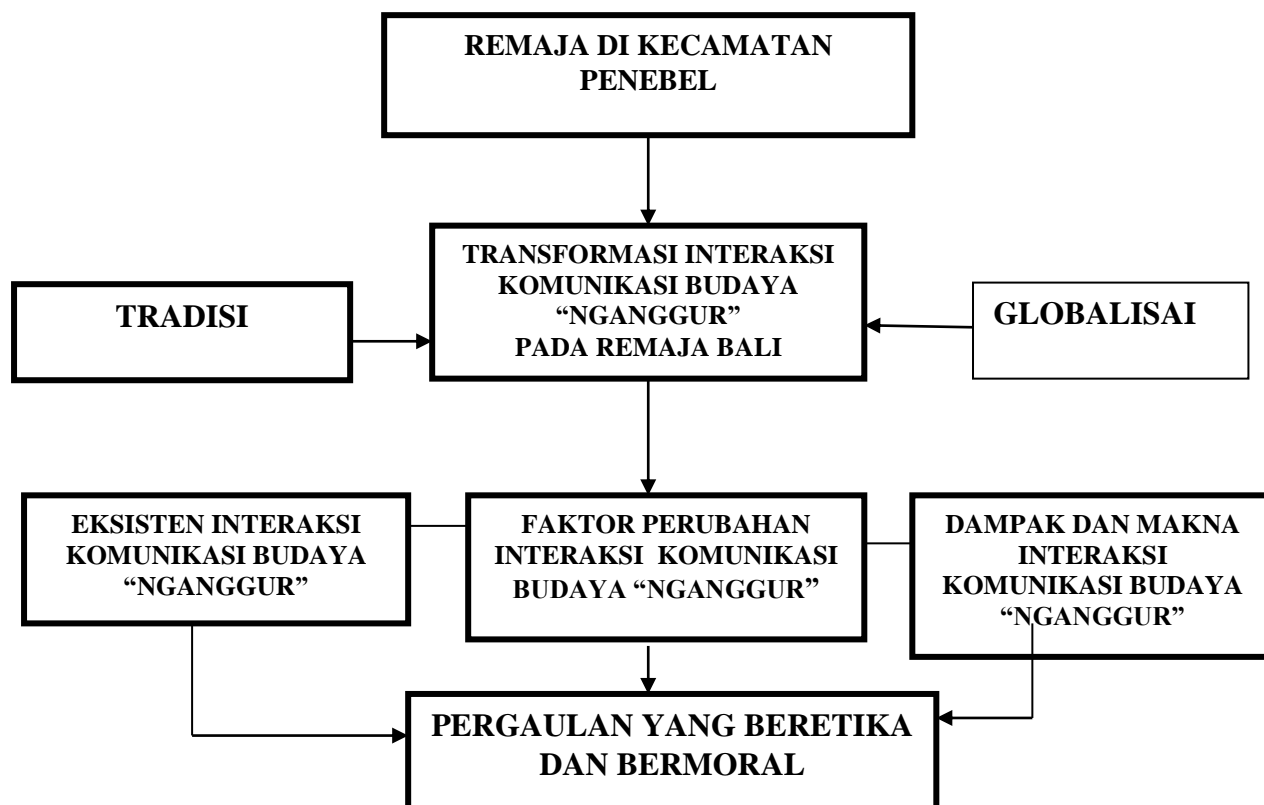 REMAJA DI KECAMATAN
PENEBEL
TRANSFORMASI INTERAKSI
KOMUNIKASI BUDAYA
“NGANGGUR”
PADA REMAJA BALI
TRADISI
GLOBALISAI
EKSISTEN INTERAKSI
KOMUNIKASI BUDAYA
“NGANGGUR”
FAKTOR PERUBAHAN
INTERAKSI KOMUNIKASI
BUDAYA “NGANGGUR”
DAMPAK DAN MAKNA
INTERAKSI
KOMUNIKASI BUDAYA
“NGANGGUR”
PERGAULAN YANG BERETIKA
DAN BERMORAL